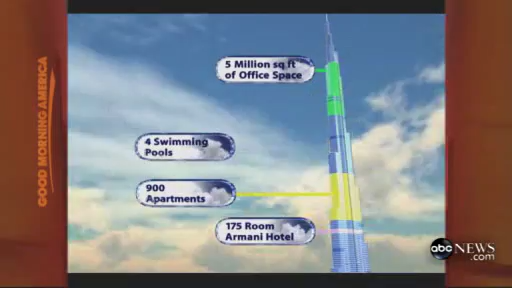 GOOD MORNING AMERICA
5 Million sq ft
of Office Space
4 Swimming
Pools
900
Apartments
175 Room
Armani Hotel
abc NEWS
.com